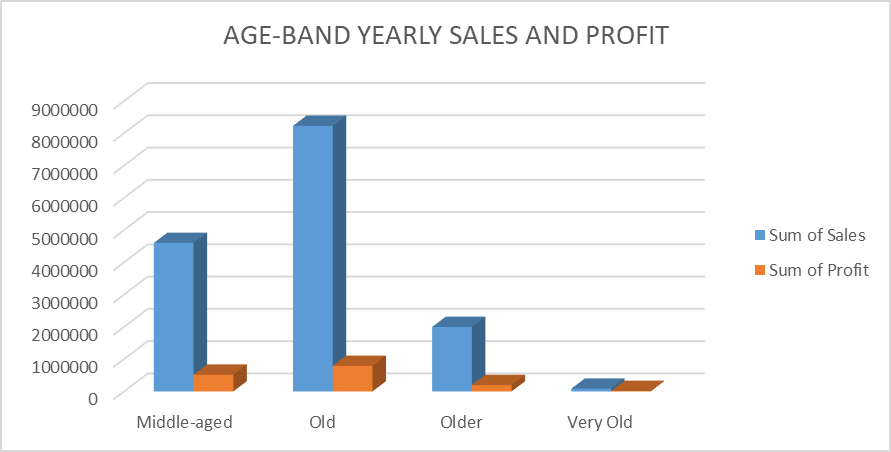 AGE-BAND YEARLY SALES AND PROFIT
9000000
8000000
7000000
6000000
5000000
4000000
3000000
2000000
1000000
0
Middle-aged Old Older Very Old
Sum of Sales
Sum of Profit